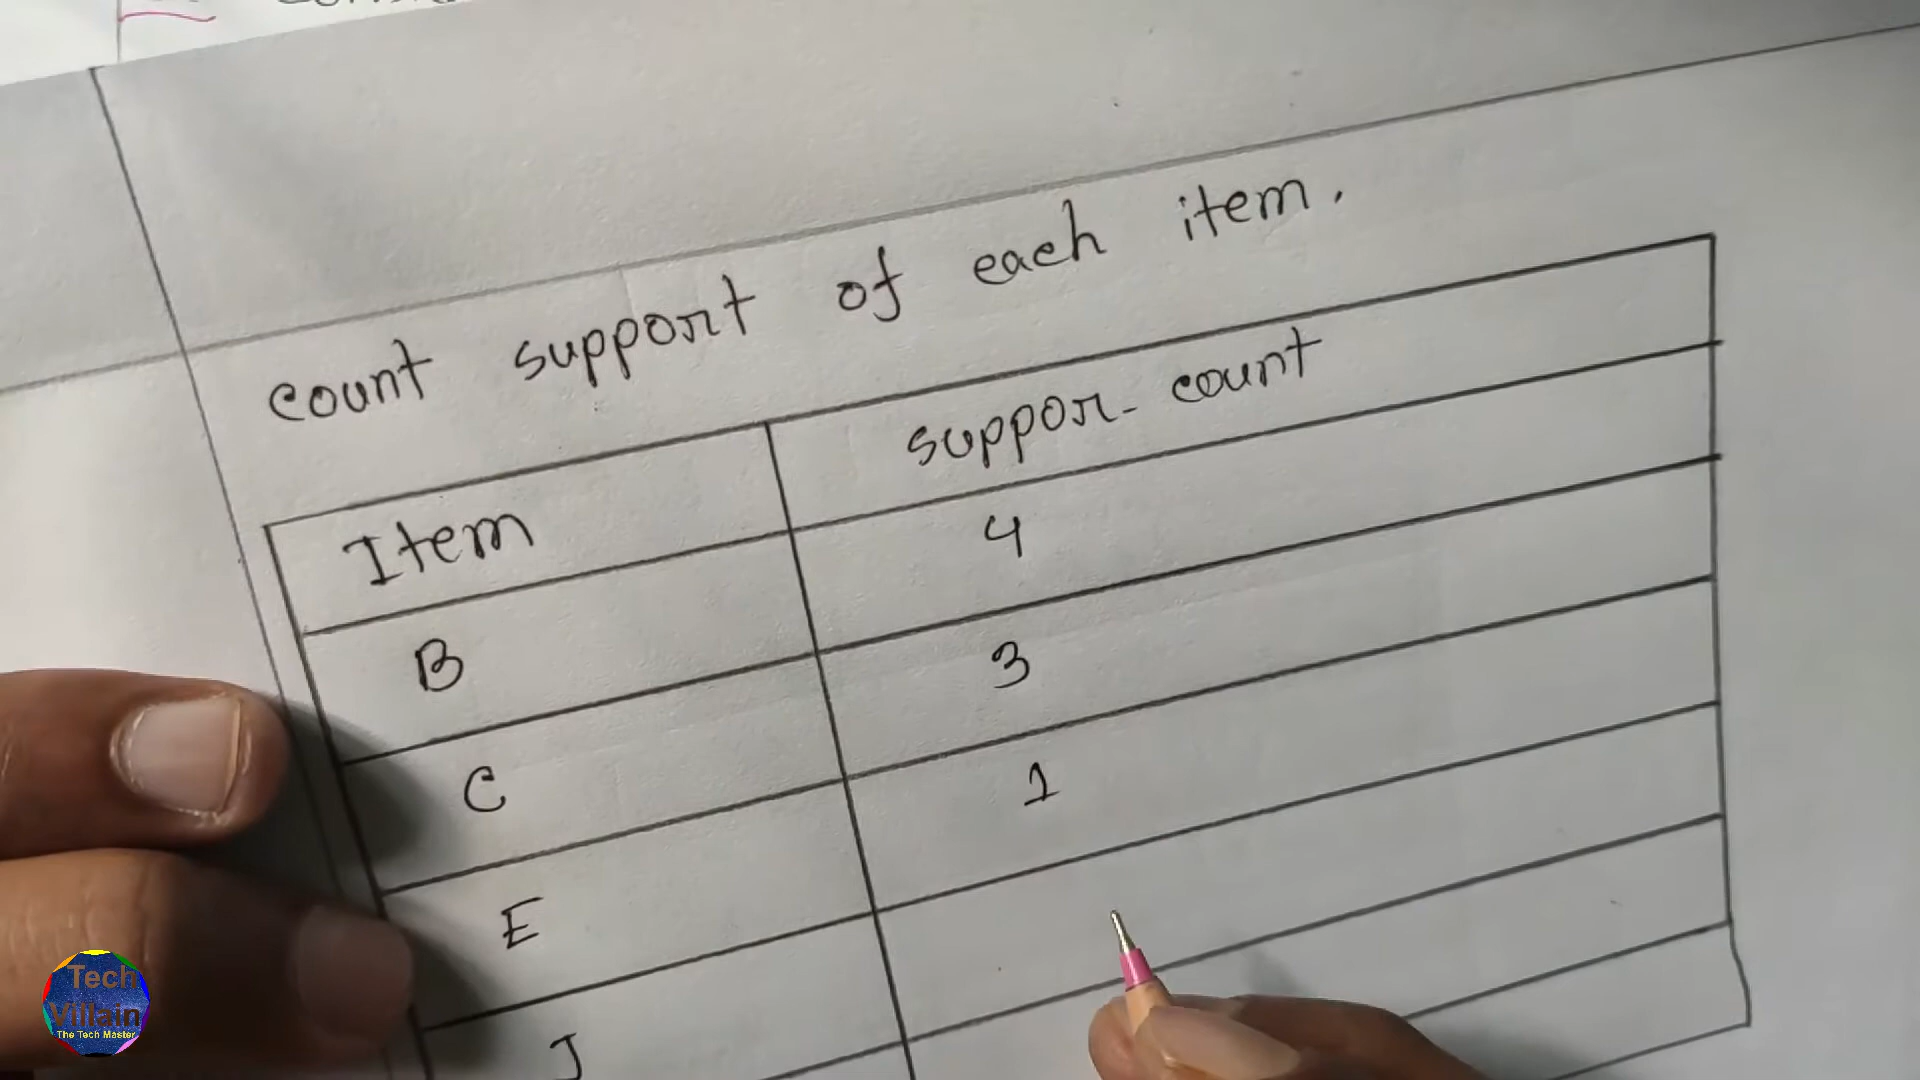 count support of each item.
Item suppor- count
B 4
C 3
E 1
J
Tech
Villain
The Tech Master